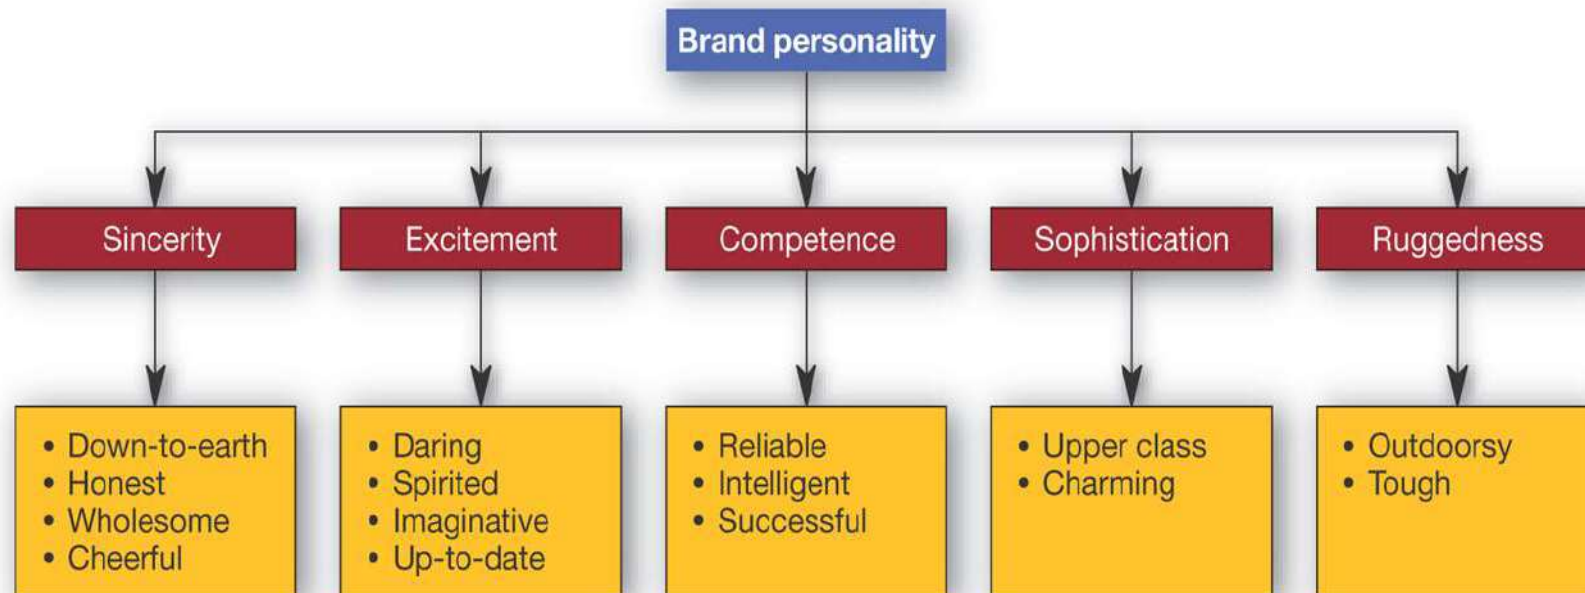 Brand personality
Sincerity
Excitement
Competence
Sophistication
Ruggedness
• Down-to-earth
• Honest
• Wholesome
• Cheerful
• Daring
• Spirited
• Imaginative
• Up-to-date
• Reliable
• Intelligent
• Successful
• Upper class
• Charming
• Outdoorsy
• Tough